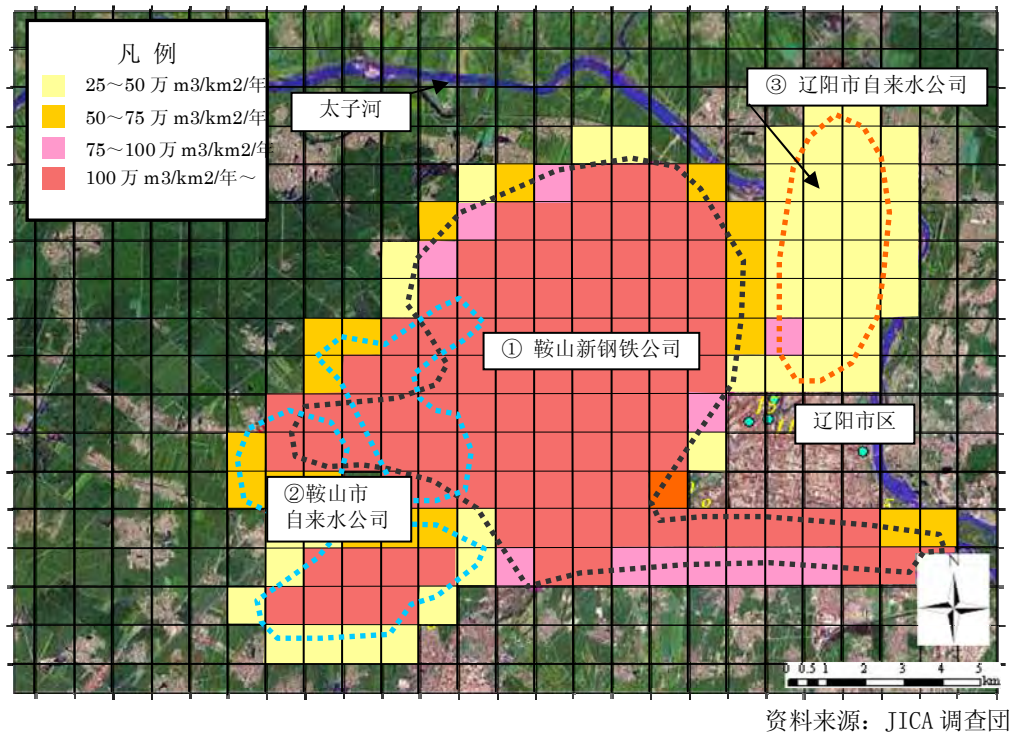 凡 例
25～50 万 m3/km2/年
50～75 万 m3/km2/年
75～100 万 m3/km2/年
100 万 m3/km2/年～
太子河
③ 辽阳市自来水公司
① 鞍山新钢铁公司
辽阳市区
②鞍山市
自来水公司
N
0 0.5 1 2 3 4 5
km
资料来源：JICA 调查团